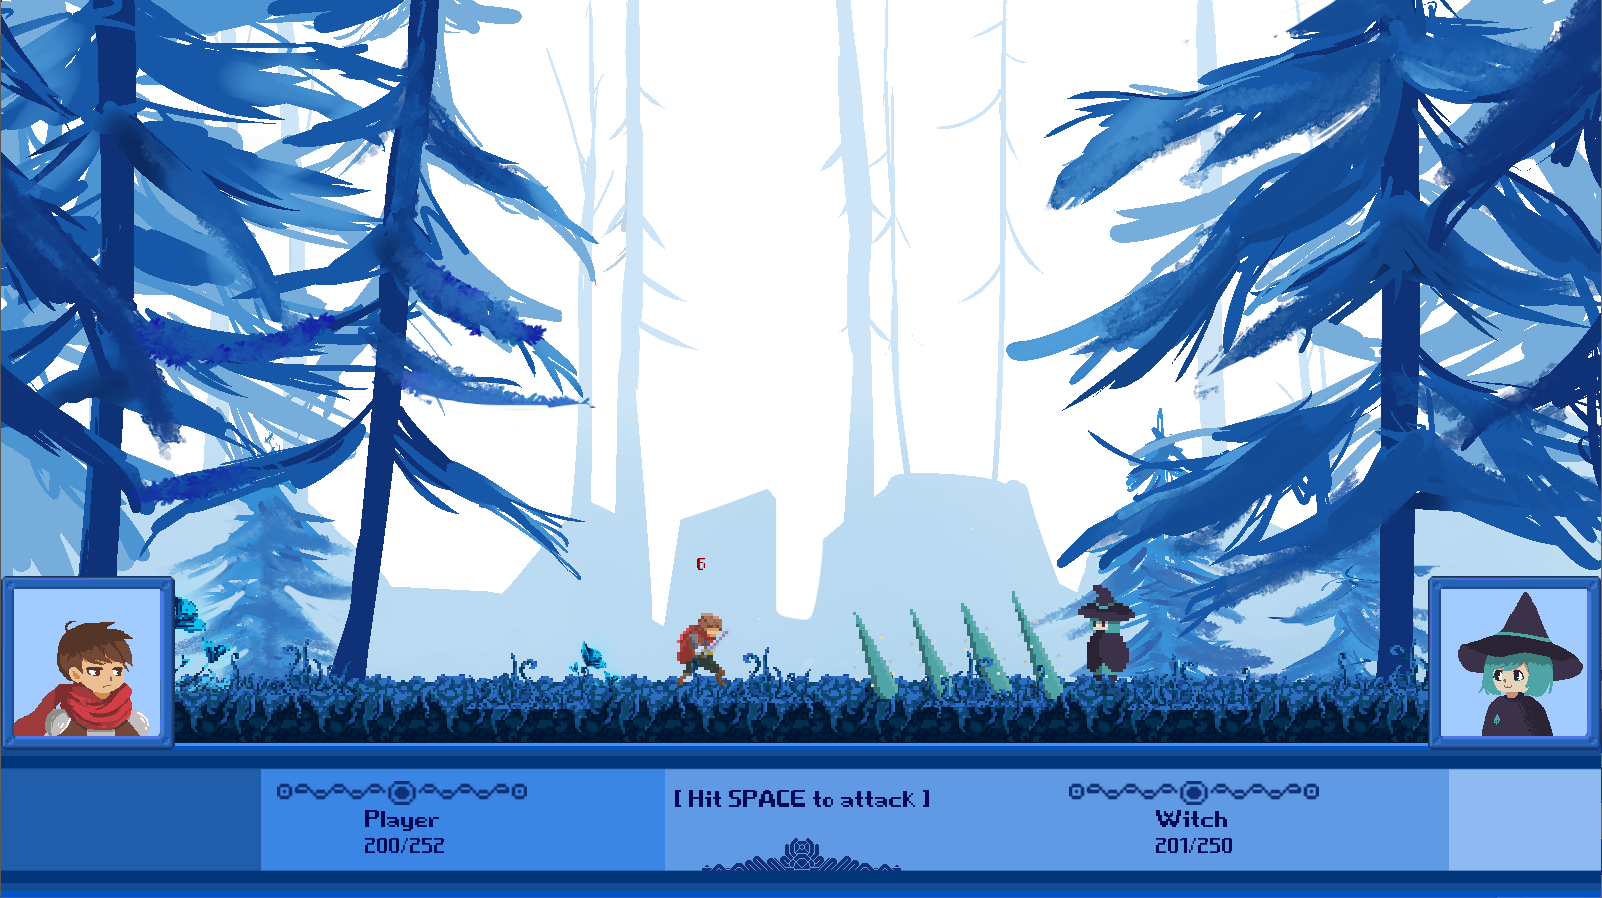 6
[ Hit SPACE to attack ]
Player
200/252
Witch
201/250